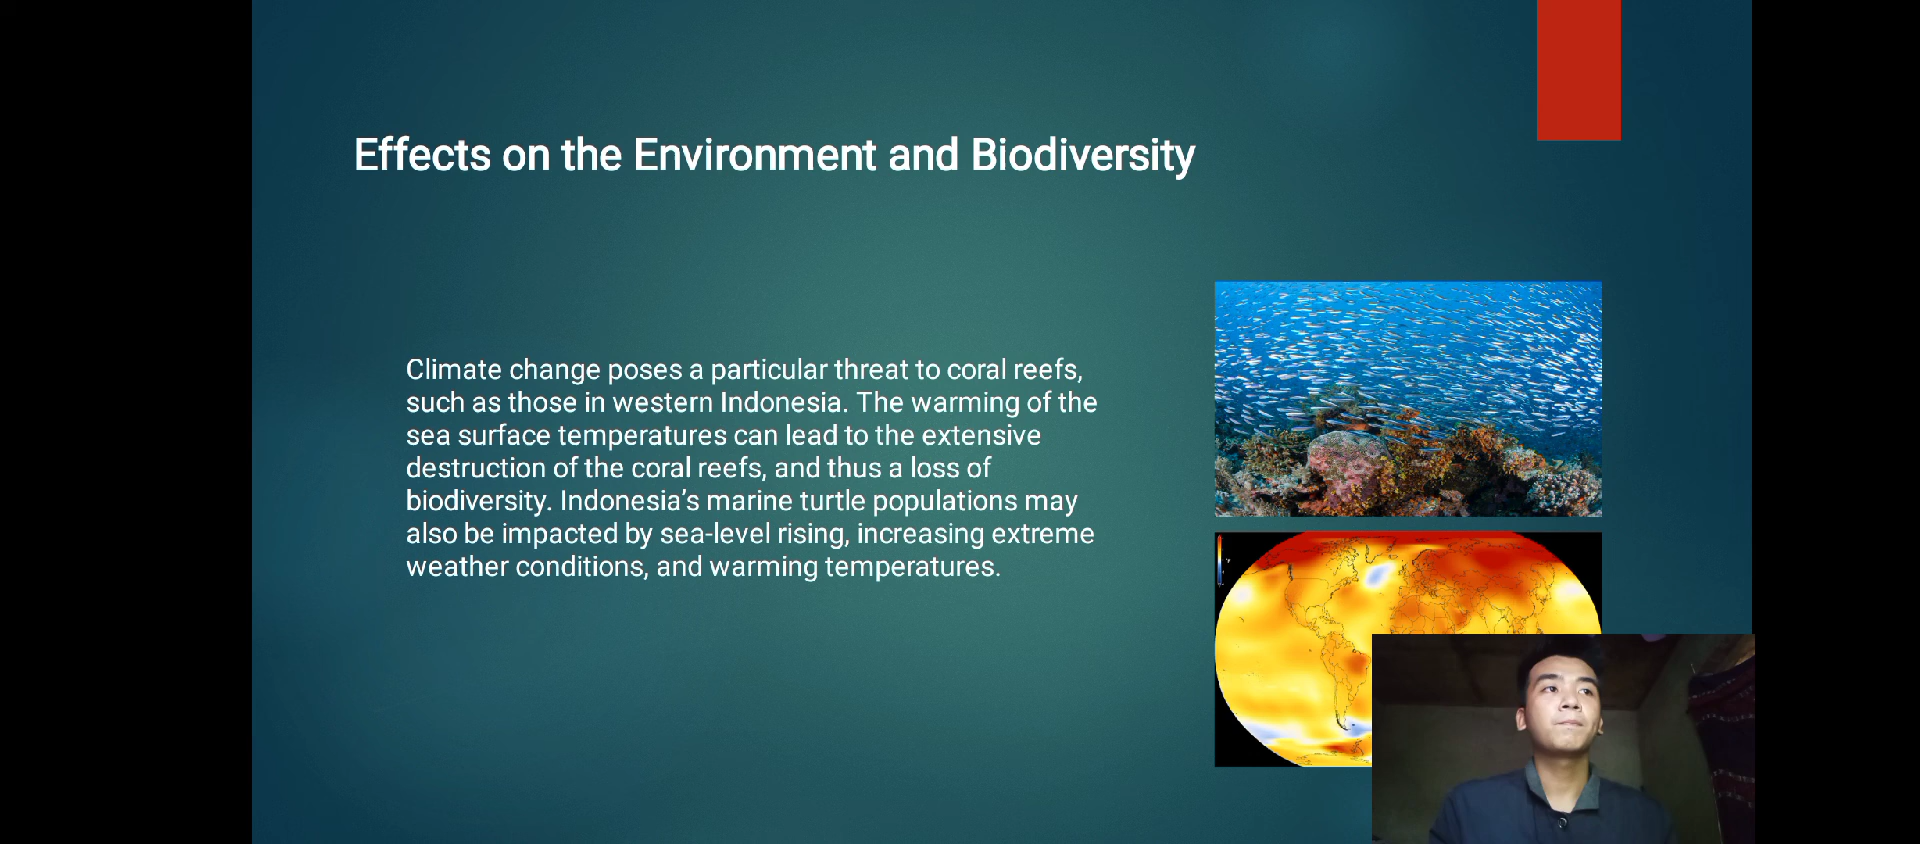 Effects on the Environment and Biodiversity
Climate change poses a particular threat to coral reefs,
such as those in western Indonesia. The warming of the
sea surface temperatures can lead to the extensive
destruction of the coral reefs, and thus a loss of
biodiversity. Indonesia’s marine turtle populations may
also be impacted by sea-level rising, increasing extreme
weather conditions, and warming temperatures.